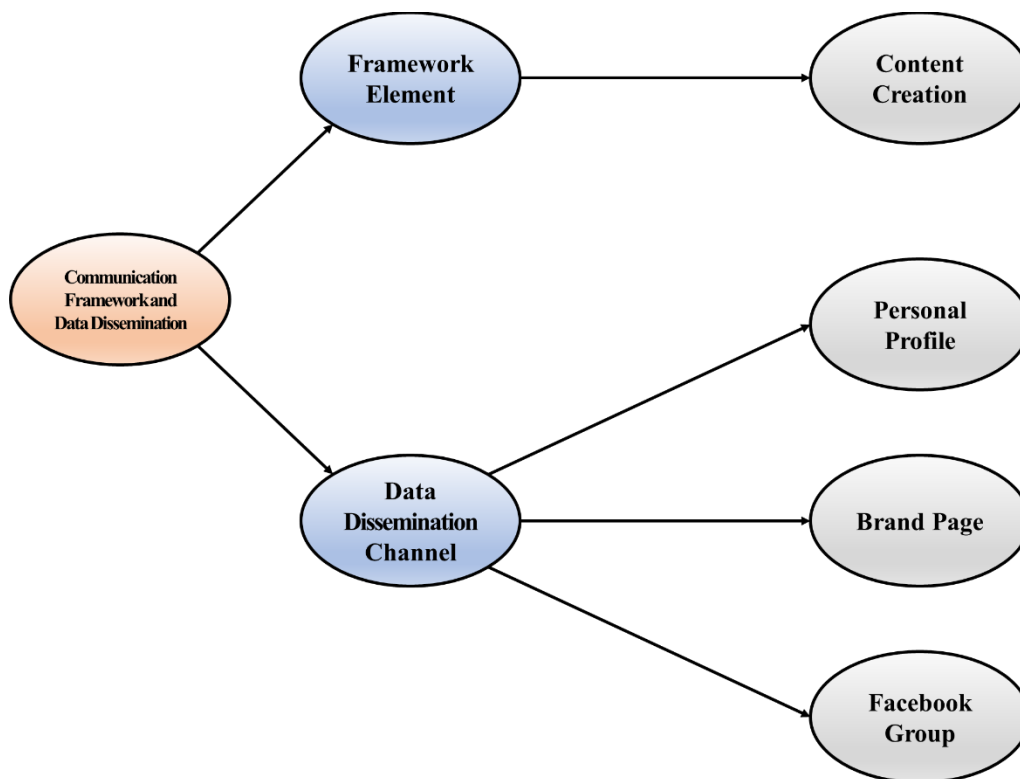 Framework
Element
Content
Creation
Communication
Framework and
Data Dissemination
Personal
Profile
Data
Dissemination
Channel
Brand Page
Facebook
Group